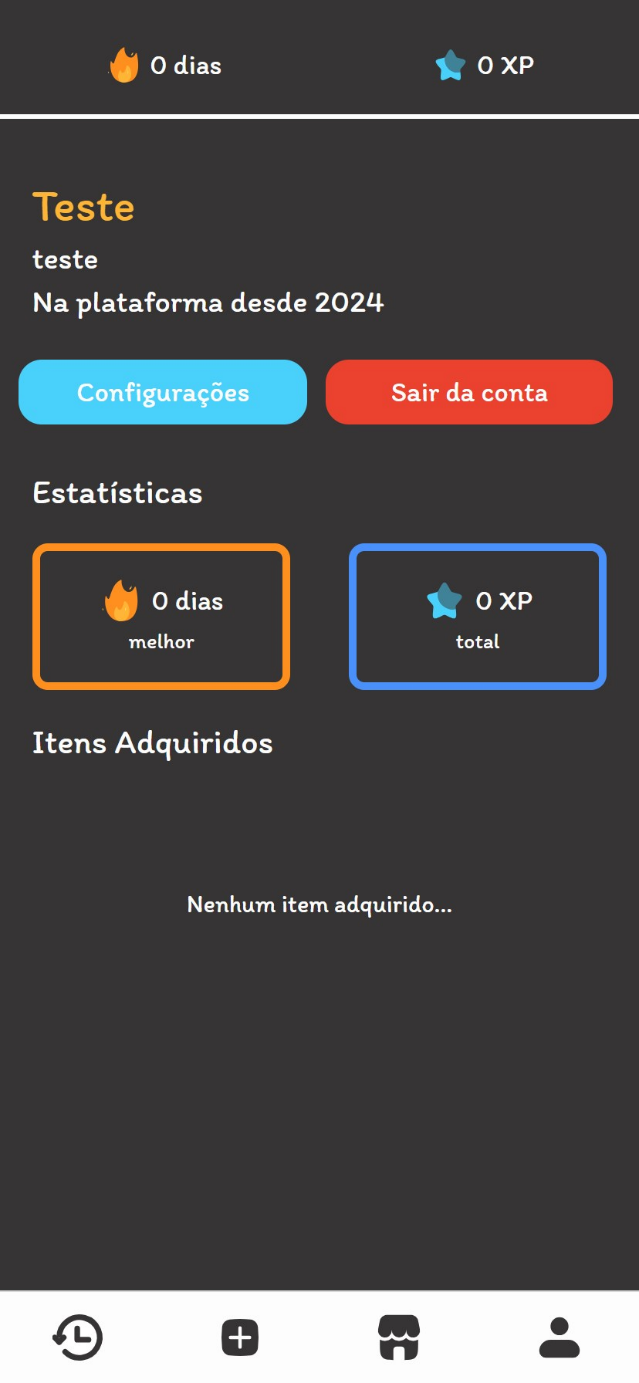 0 dias
0 XP
Teste
teste
Na plataforma desde 2024
Configurações
Sair da conta
Estatísticas
0 dias
melhor
0 XP
total
Itens Adquiridos
Nenhum item adquirido...